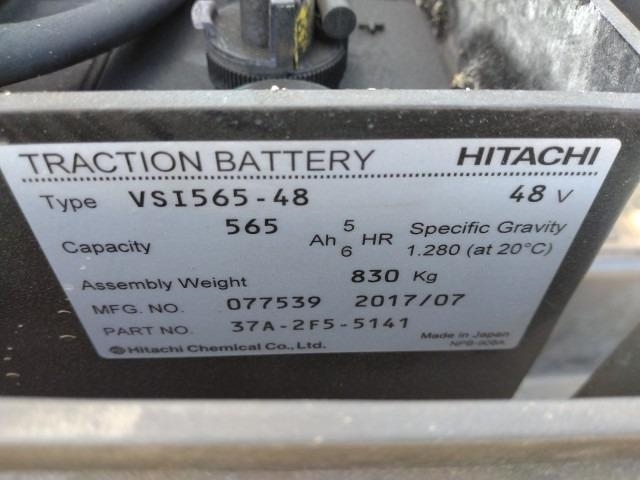 TRACTION BATTERY HITACHI
Type VSI565-48 48 V
Capacity 565 Ah 5 HR Specific Gravity
6 1.280 (at 20°C)
Assembly Weight 830 Kg
MFG. NO. 077539 2017/07
PART NO. 37A-2F5-5141 Made in Japan
Hitachi Chemical Co., Ltd.